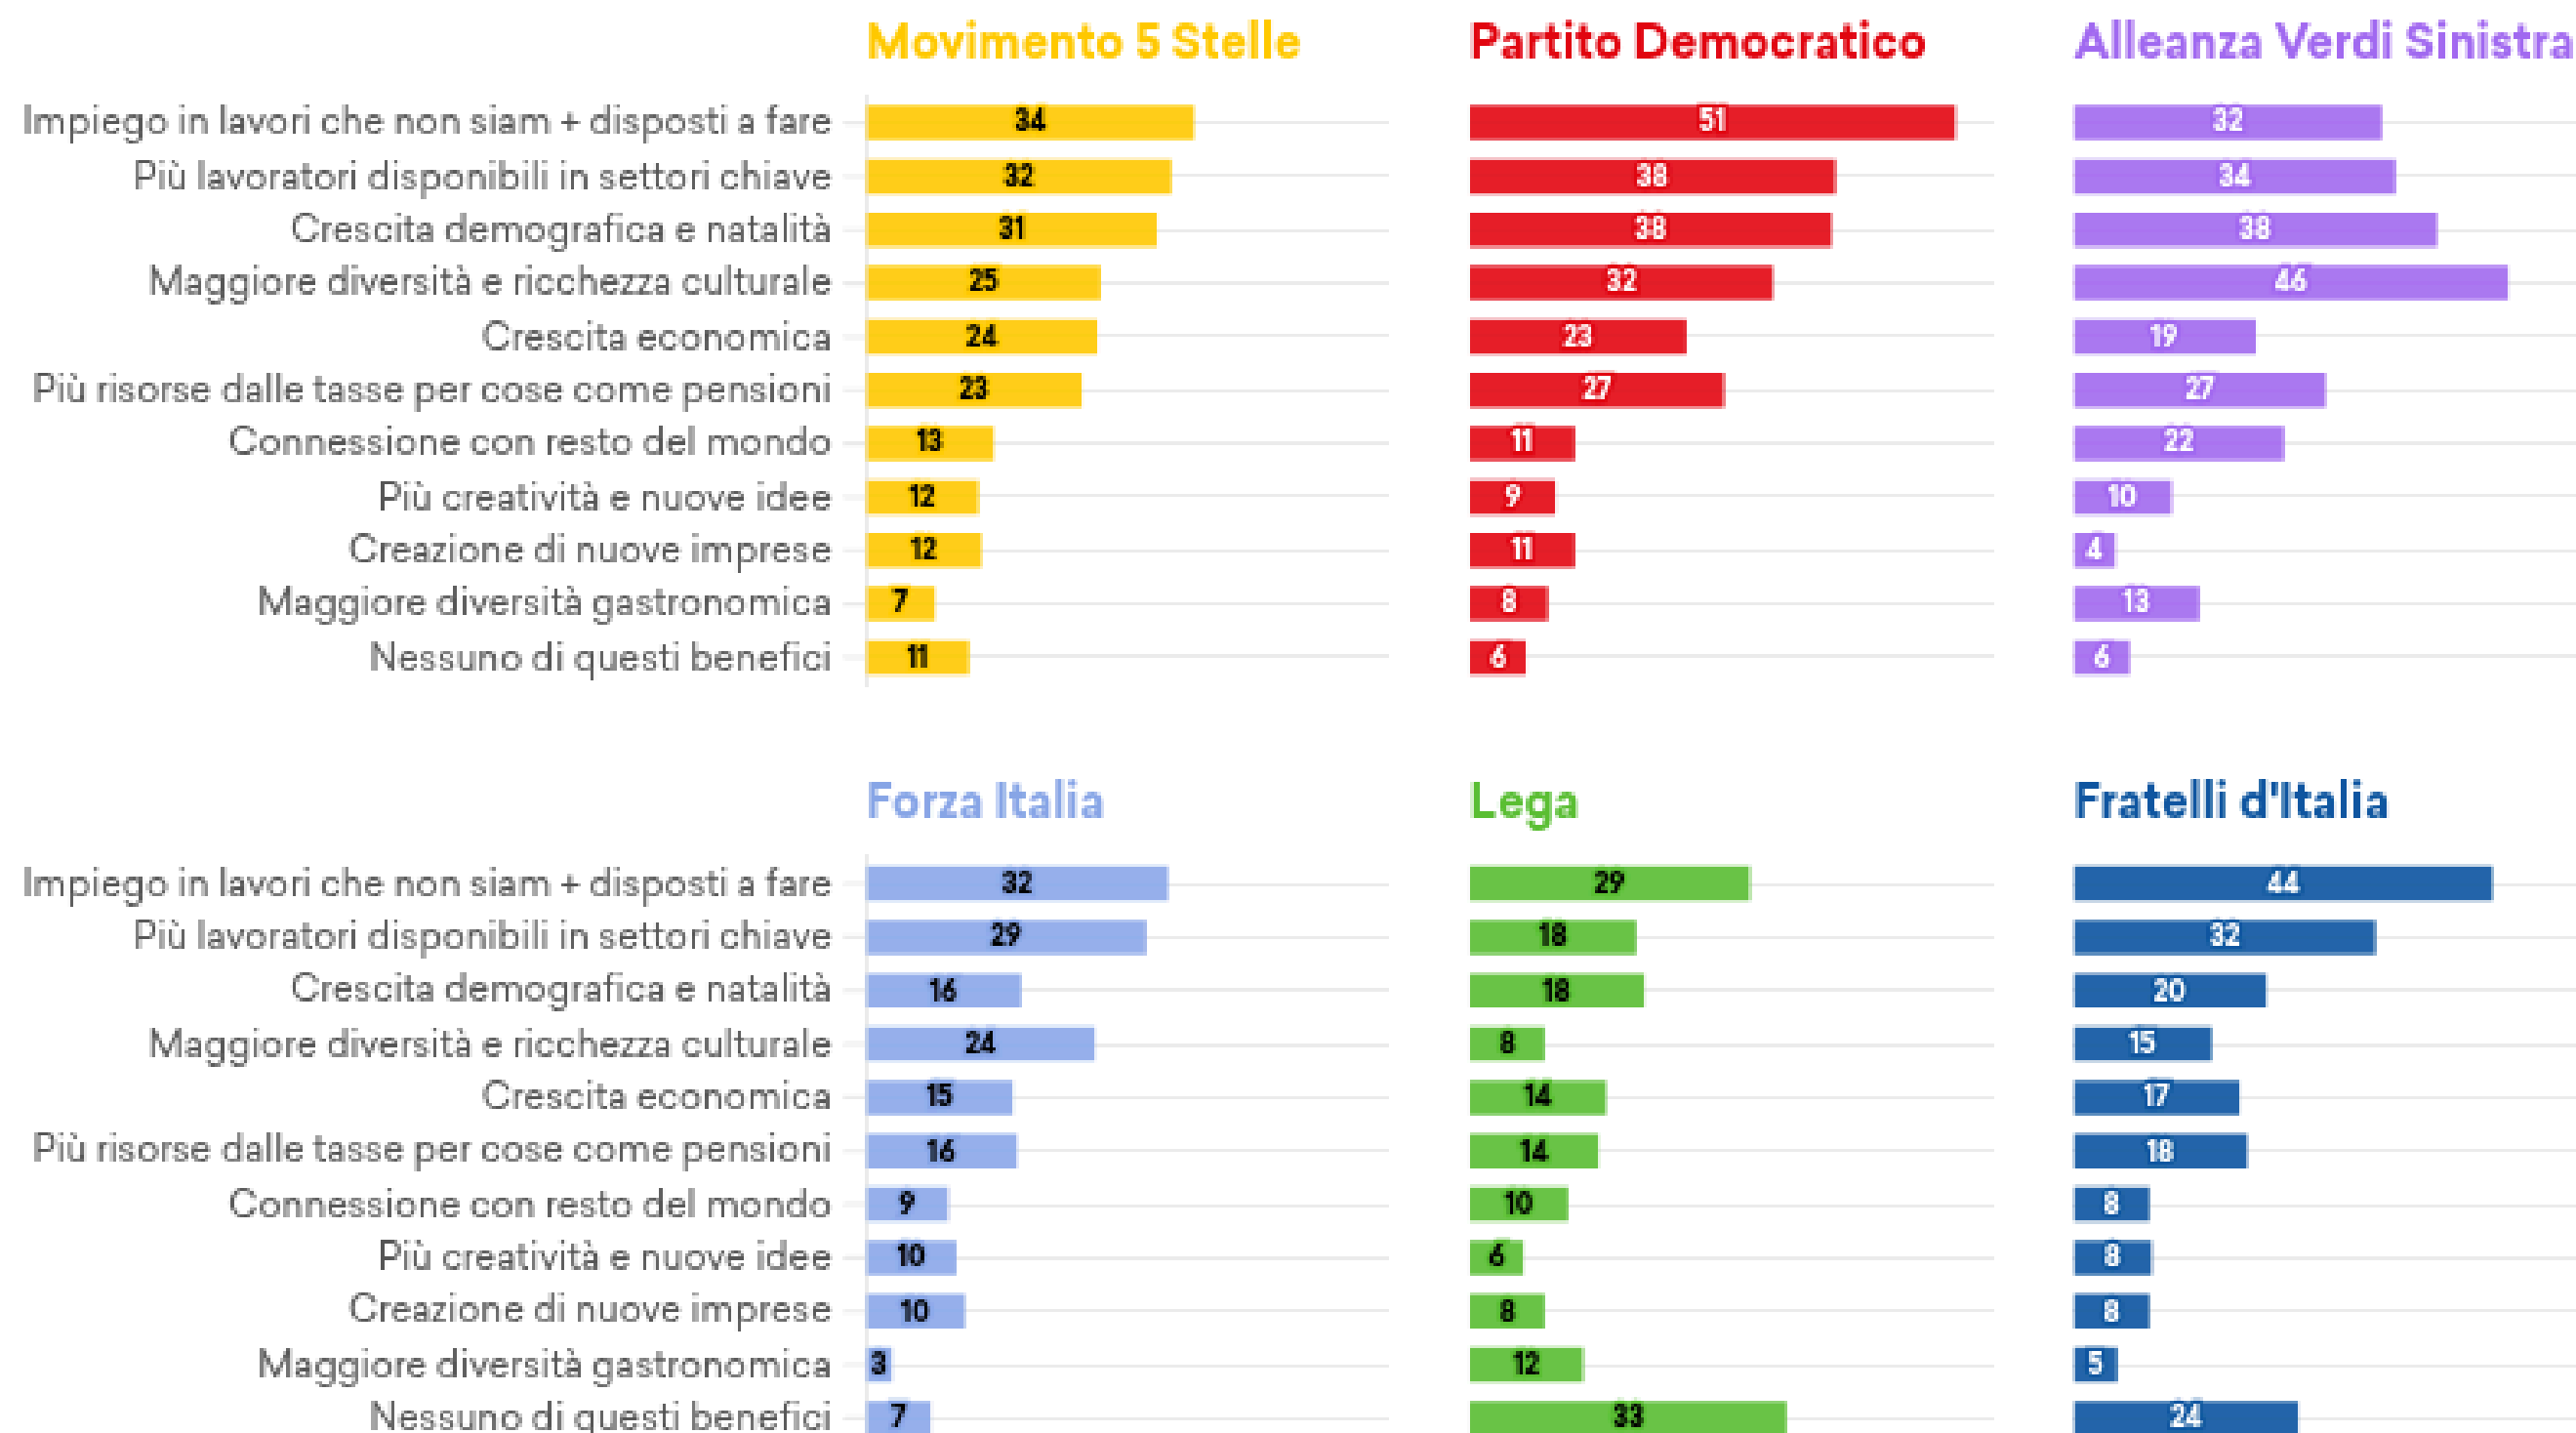 Movimento 5 Stelle Partito Democratico Alleanza Verdi Sinistra
Impiego in lavori che non siam + disposti a fare 34 51 32
Più lavoratori disponibili in settori chiave 32 38 34
Crescita demografica e natalità 31 38 38
Maggiore diversità e ricchezza culturale 25 32 46
Crescita economica 24 23 19
Più risorse dalle tasse per cose come pensioni 23 27 27
Connessione con resto del mondo 13 11 22
Più creatività e nuove idee 12 9 10
Creazione di nuove imprese 12 11 4
Maggiore diversità gastronomica 7 8 13
Nessuno di questi benefici 11 6 6
Forza Italia Lega Fratelli d'Italia
Impiego in lavori che non siam + disposti a fare 32 29 44
Più lavoratori disponibili in settori chiave 29 18 32
Crescita demografica e natalità 16 18 20
Maggiore diversità e ricchezza culturale 24 8 15
Crescita economica 15 14 17
Più risorse dalle tasse per cose come pensioni 16 14 18
Connessione con resto del mondo 9 10 8
Più creatività e nuove idee 10 6 8
Creazione di nuove imprese 10 8 8
Maggiore diversità gastronomica 3 12 5
Nessuno di questi benefici 7 33 24